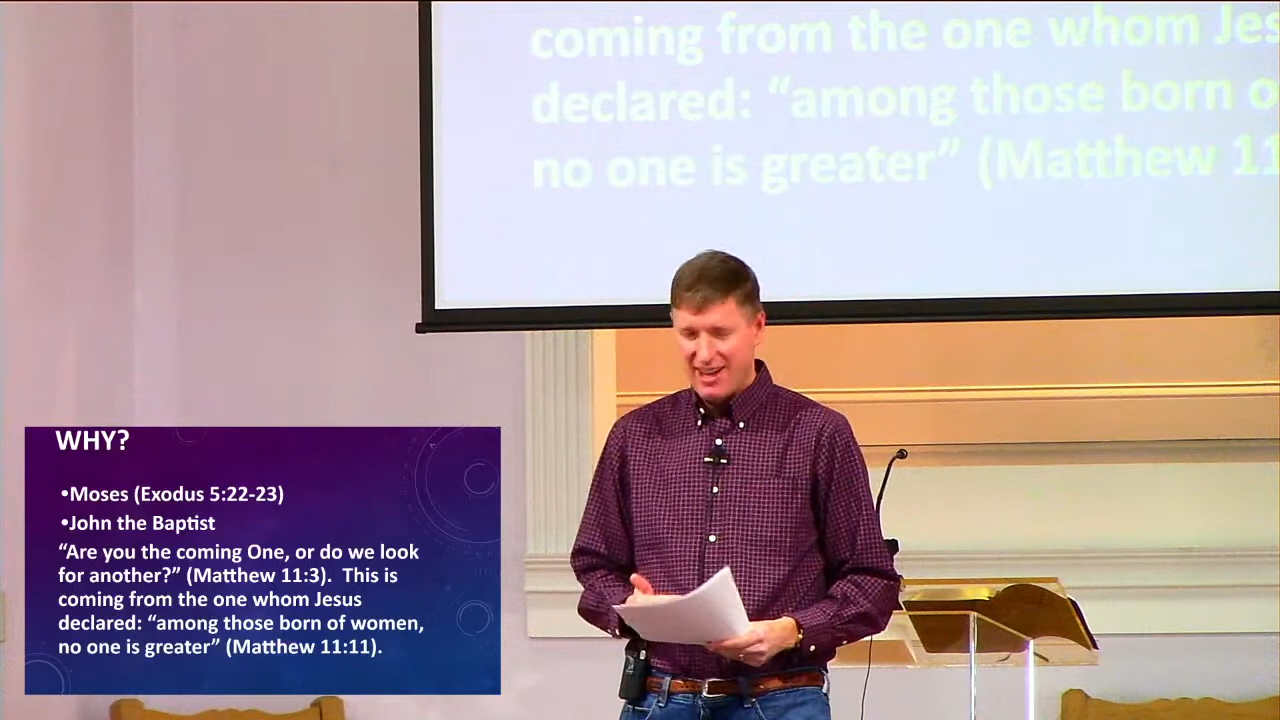 coming from the one whom Jes
declared: “among those born o
no one is greater” (Matthew 11
WHY?
•Moses (Exodus 5:22-23)
•John the Baptist
“Are you the coming One, or do we look
for another?” (Matthew 11:3).  This is
coming from the one whom Jesus
declared: “among those born of women,
no one is greater” (Matthew 11:11).